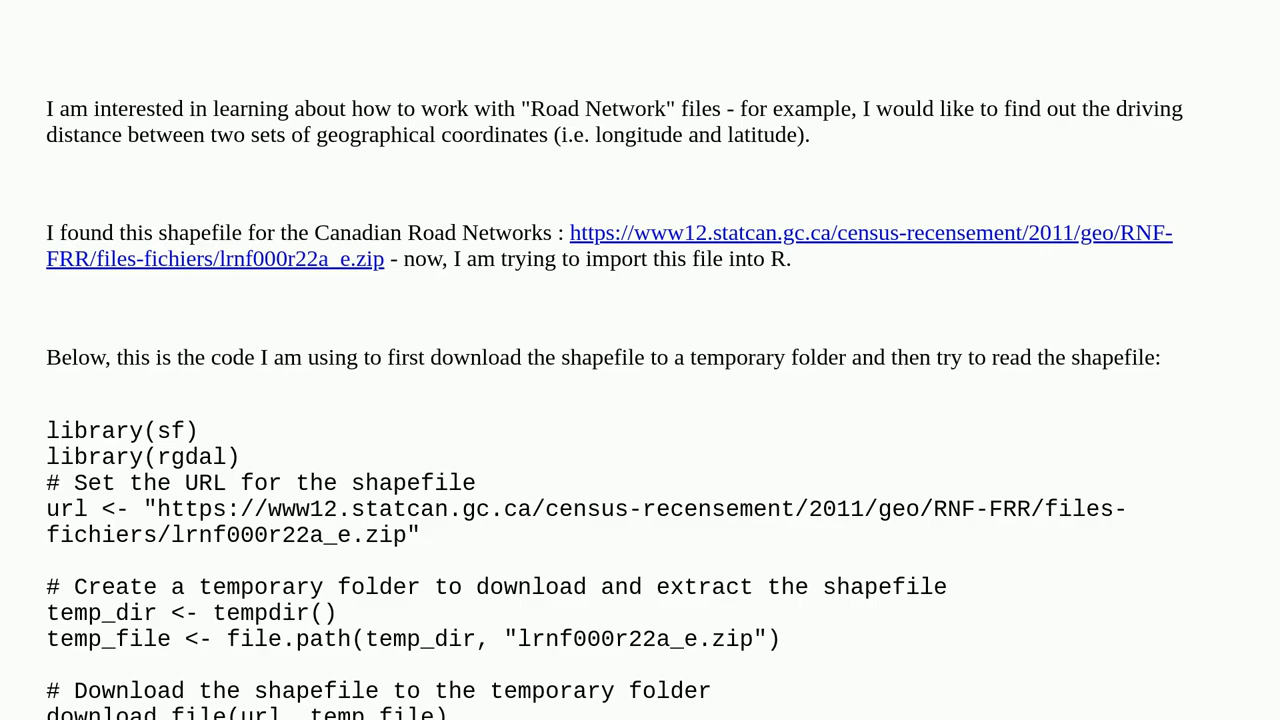 I am interested in learning about how to work with "Road Network" files - for example, I would like to find out the driving
distance between two sets of geographical coordinates (i.e. longitude and latitude).
I found this shapefile for the Canadian Road Networks : https://www12.statcan.gc.ca/census-recensement/2011/geo/RNF-
FRR/files-fichiers/lrnf000r22a_e.zip - now, I am trying to import this file into R.
Below, this is the code I am using to first download the shapefile to a temporary folder and then try to read the shapefile:
library(sf)
library(rgdal)
# Set the URL for the shapefile
url <- "https://www12.statcan.gc.ca/census-recensement/2011/geo/RNF-FRR/files-
fichiers/lrnf000r22a_e.zip"
# Create a temporary folder to download and extract the shapefile
temp_dir <- tempdir()
temp_file <- file.path(temp_dir, "lrnf000r22a_e.zip")
# Download the shapefile to the temporary folder
download.file(url, temp_file)